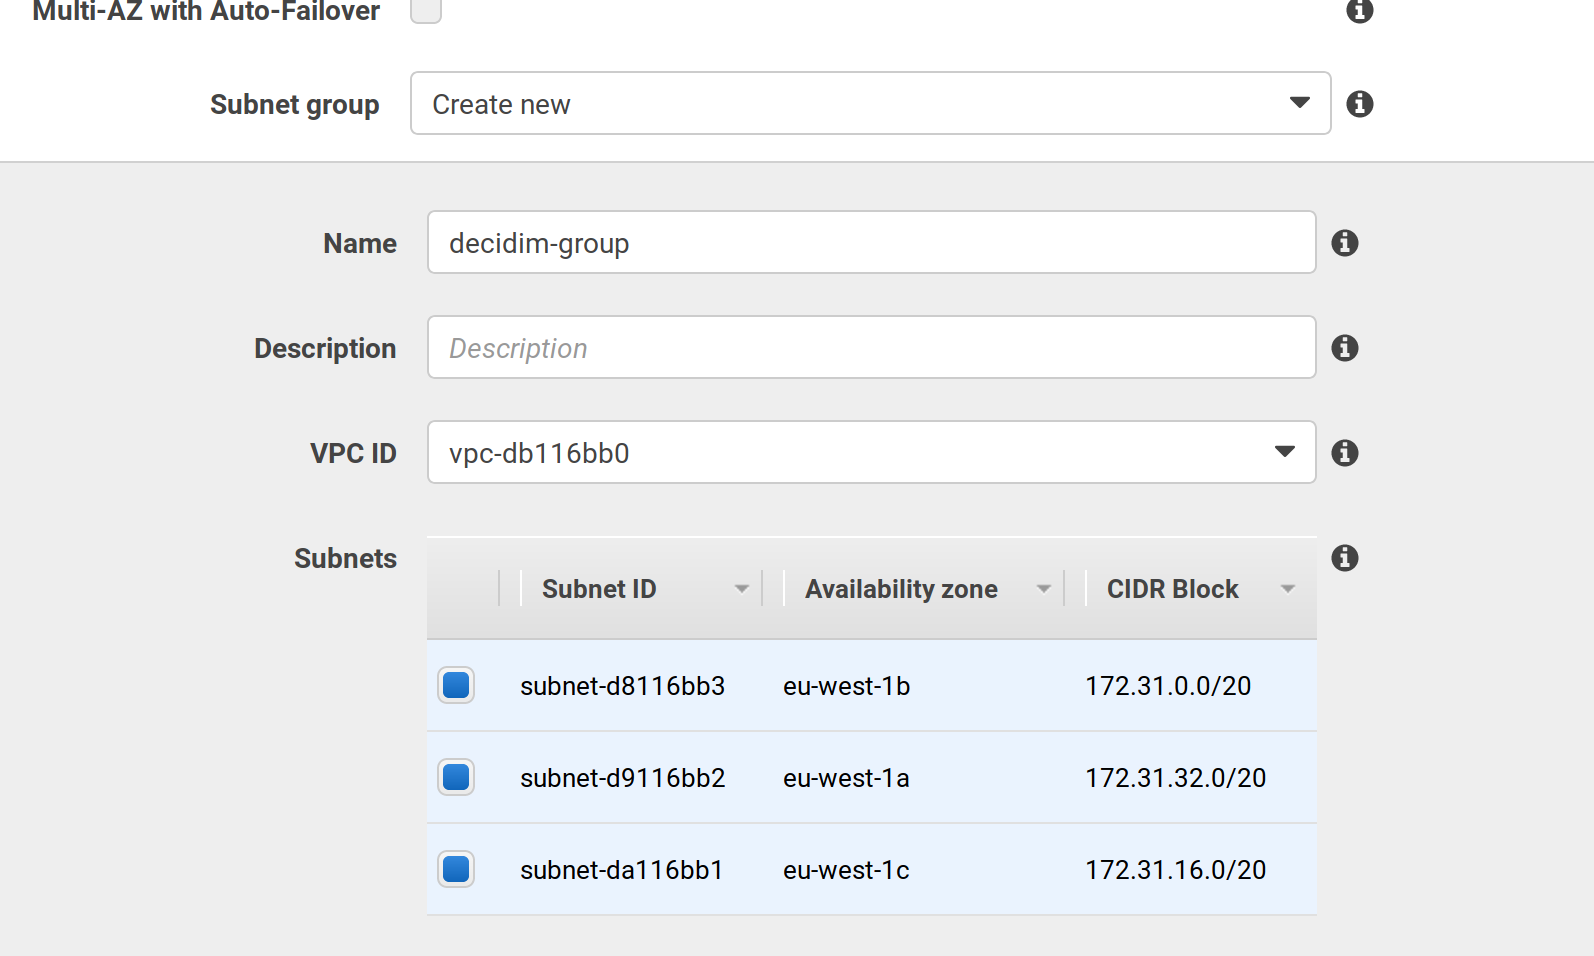 Multi-AZ with Auto-Failover
Subnet group Create new
Name decidim-group
Description Description
VPC ID vpc-db116bb0
Subnets
Subnet ID Availability zone CIDR Block
subnet-d8116bb3 eu-west-1b 172.31.0.0/20
subnet-d9116bb2 eu-west-1a 172.31.32.0/20
subnet-da116bb1 eu-west-1c 172.31.16.0/20